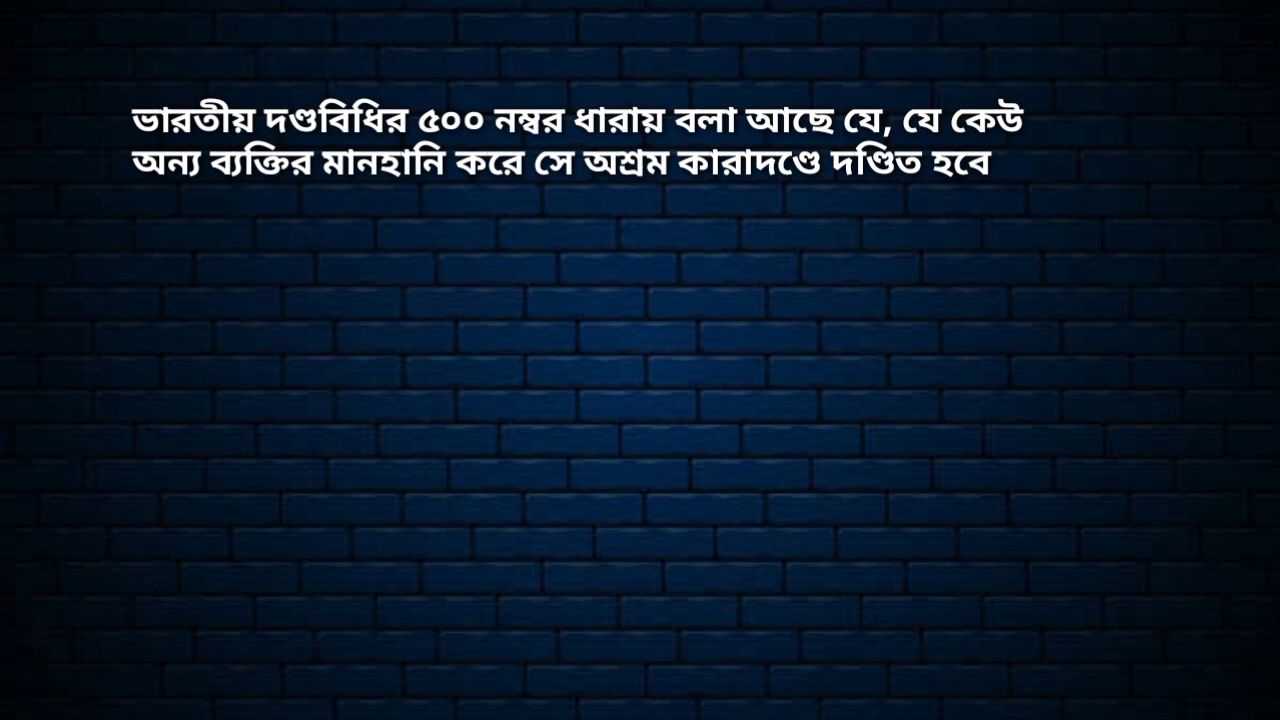 ভারতীয় দণ্ডবিধির ৫০০ নম্বর ধারায় বলা আছে যে, যে কেউ
অন্য ব্যক্তির মানহানি করে সে অশ্রম কারাদণ্ডে দণ্ডিত হবে